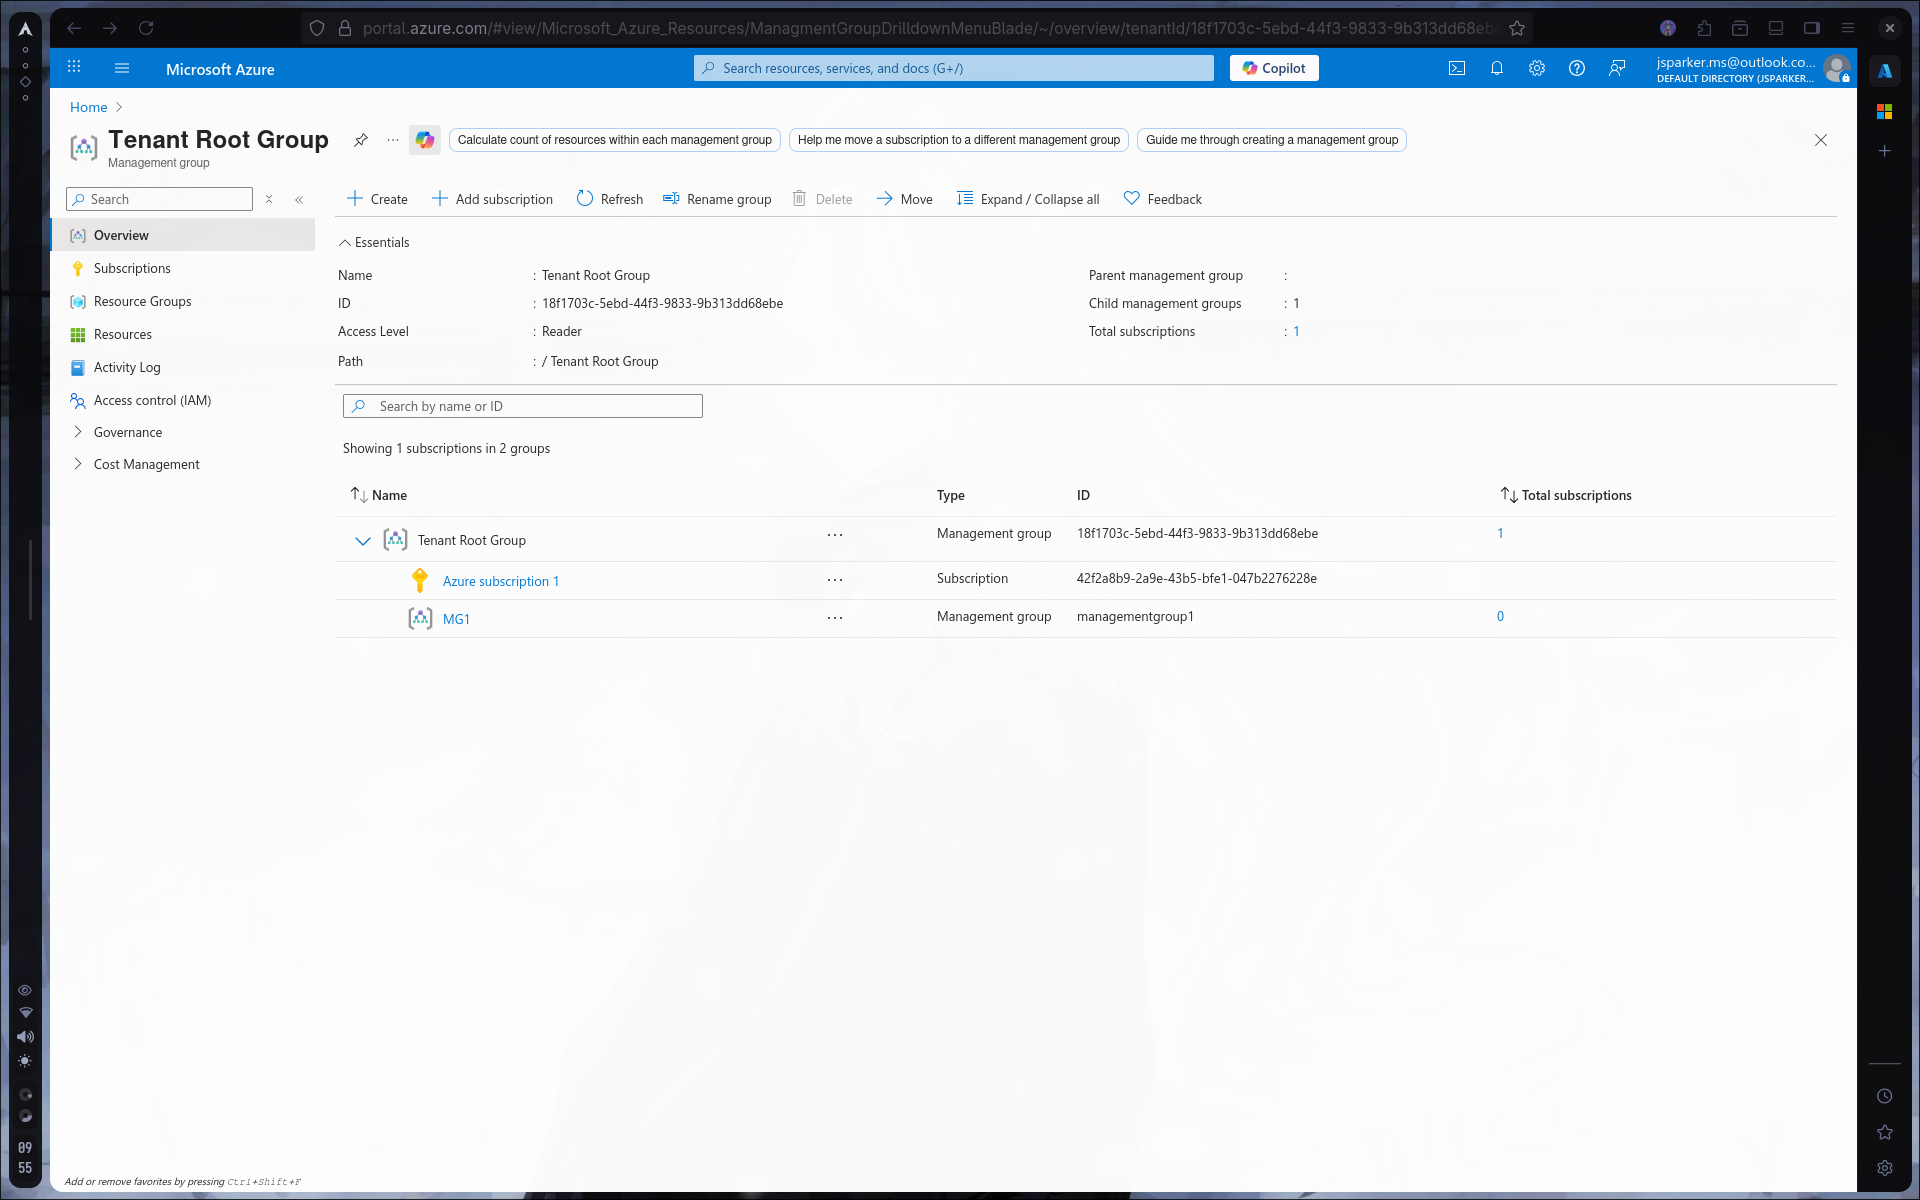 portal.azure.com/#view/Microsoft_Azure_Resources/ManagmentGroupDrilldownMenuBlade/~/overview/tenantId/18f1703c-5ebd-44f3-9833-9b313dd68ebe
Microsoft Azure
Search resources, services, and docs (G+/)
Copilot
jsparker.ms@outlook.co...
DEFAULT DIRECTORY (JSPARKER...
Home
Tenant Root Group
Management group
Calculate count of resources within each management group
Help me move a subscription to a different management group
Guide me through creating a management group
Search
Create
Add subscription
Refresh
Rename group
Delete
Move
Expand / Collapse all
Feedback
Overview
Subscriptions
Resource Groups
Resources
Activity Log
Access control (IAM)
Governance
Cost Management
Essentials
Name : Tenant Root Group
ID : 18f1703c-5ebd-44f3-9833-9b313dd68ebe
Access Level : Reader
Path : / Tenant Root Group
Parent management group :
Child management groups : 1
Total subscriptions : 1
Search by name or ID
Showing 1 subscriptions in 2 groups
Name Type ID Total subscriptions
Tenant Root Group ... Management group 18f1703c-5ebd-44f3-9833-9b313dd68ebe 1
Azure subscription 1 ... Subscription 42f2a8b9-2a9e-43b5-bfe1-047b2276228e
MG1 ... Management group managementgroup1 0
09
55
Add or remove favorites by pressing Ctrl+Shift+F